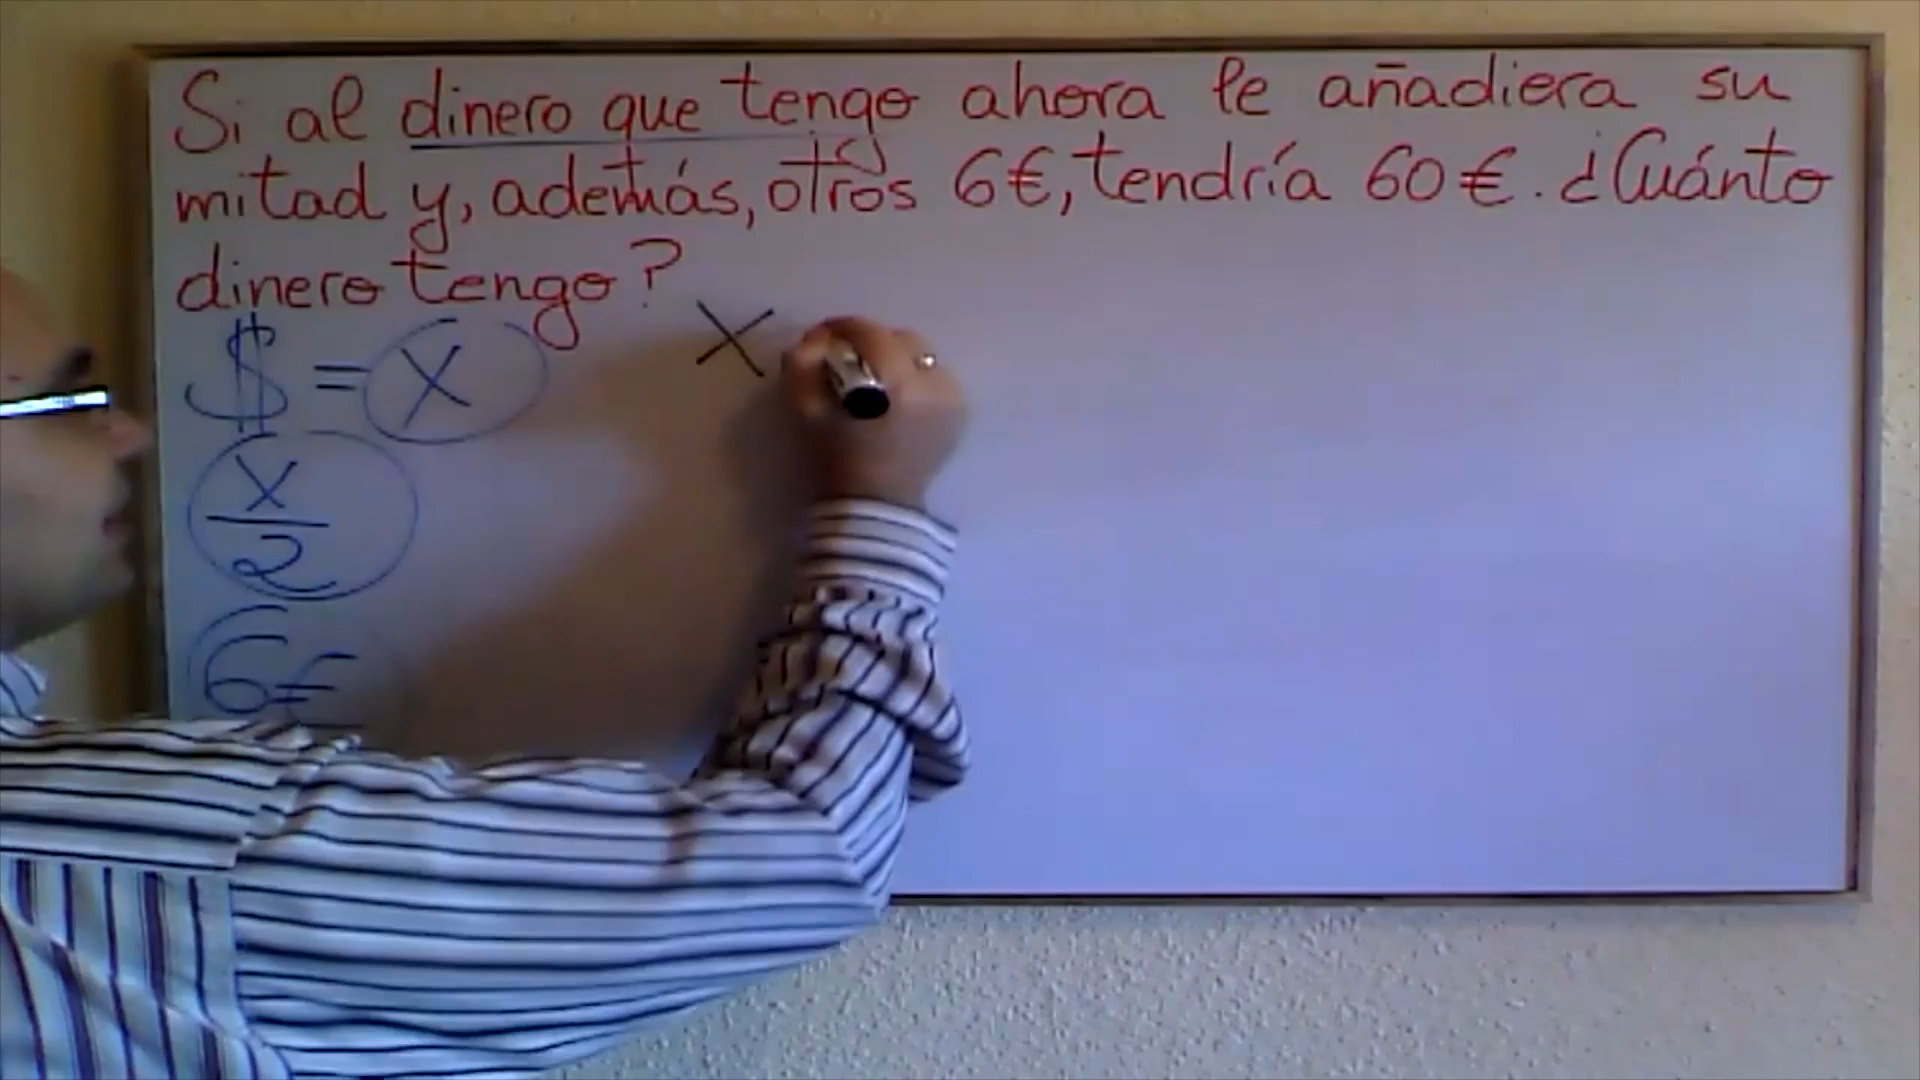 Si al dinero que tengo ahora le añadiera su
mitad y, además, otros 6€, tendría 60€. ¿Cuánto
dinero tengo?
$ = x
x
x
2
6€